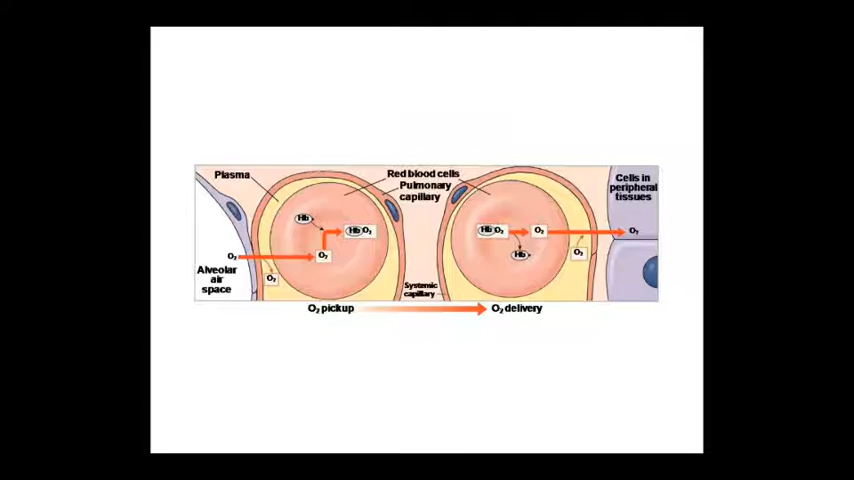 Plasma
Red blood cells
Pulmonary
capillary
Cells in
peripheral
tissues
Hb
Hb O₂
O₂
O₂
O₂
Alveolar
air
space
Hb O₂
O₂
Hb
O₂
O₂
Systemic
capillary
O₂ pickup
O₂ delivery